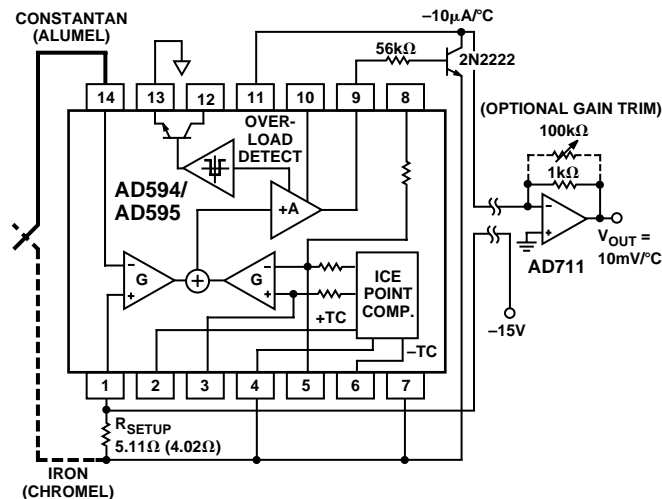 CONSTANTAN
(ALUMEL)
–10µA/°C
56kΩ
2N2222
14
13
12
11
10
9
8
OVER-
LOAD
DETECT
(OPTIONAL GAIN TRIM)
100kΩ
1kΩ
AD594/
AD595
+A
–
+
VOUT =
10mV/°C
AD711
–
+
G
+
–
+
G
ICE
POINT
COMP.
+TC
–TC
–15V
1
2
3
4
5
6
7
RSETUP
5.11Ω (4.02Ω)
IRON
(CHROMEL)